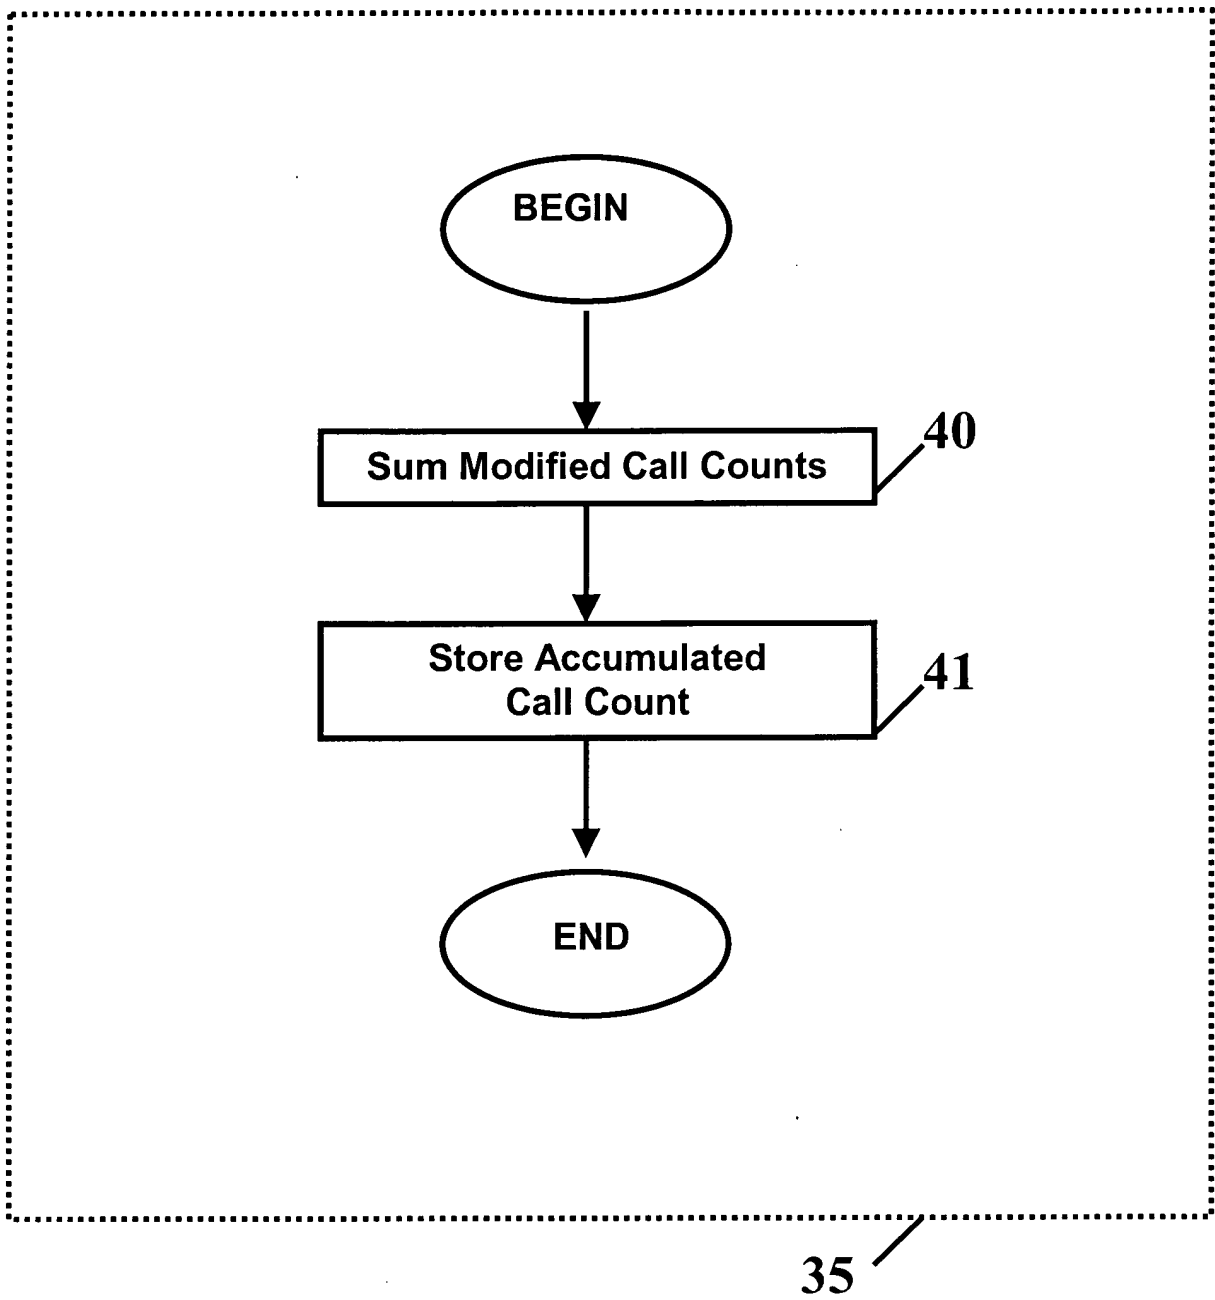 BEGIN
40
Sum Modified Call Counts
Store Accumulated
Call Count
41
END
35